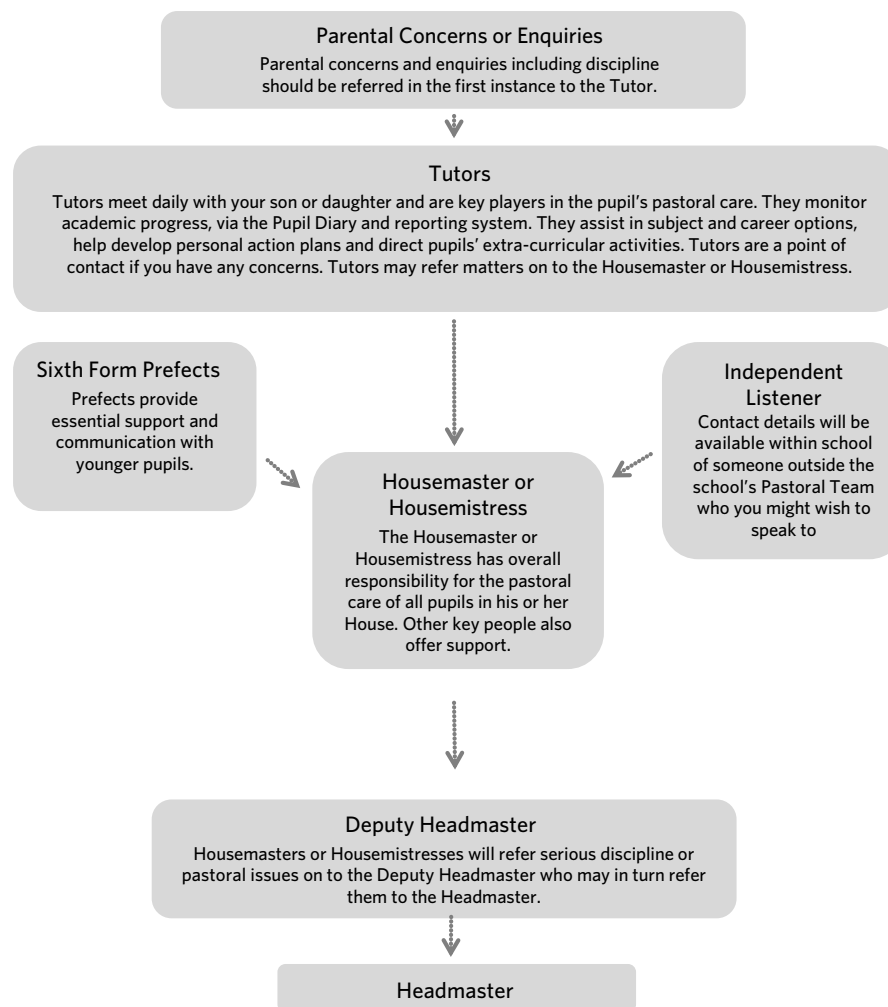 Parental Concerns or Enquiries
Parental concerns and enquiries including discipline
should be referred in the first instance to the Tutor.
Tutors
Tutors meet daily with your son or daughter and are key players in the pupil's pastoral care. They monitor
academic progress, via the Pupil Diary and reporting system. They assist in subject and career options,
help develop personal action plans and direct pupils' extra-curricular activities. Tutors are a point of
contact if you have any concerns. Tutors may refer matters on to the Housemaster or Housemistress.
Sixth Form Prefects
Prefects provide
essential support and
communication with
younger pupils.
Independent
Listener
Contact details will be
available within school
of someone outside the
school's Pastoral Team
who you might wish to
speak to
Housemaster or
Housemistress
The Housemaster or
Housemistress has overall
responsibility for the pastoral
care of all pupils in his or her
House. Other key people also
offer support.
Deputy Headmaster
Housemasters or Housemistresses will refer serious discipline or
pastoral issues on to the Deputy Headmaster who may in turn refer
them to the Headmaster.
Headmaster